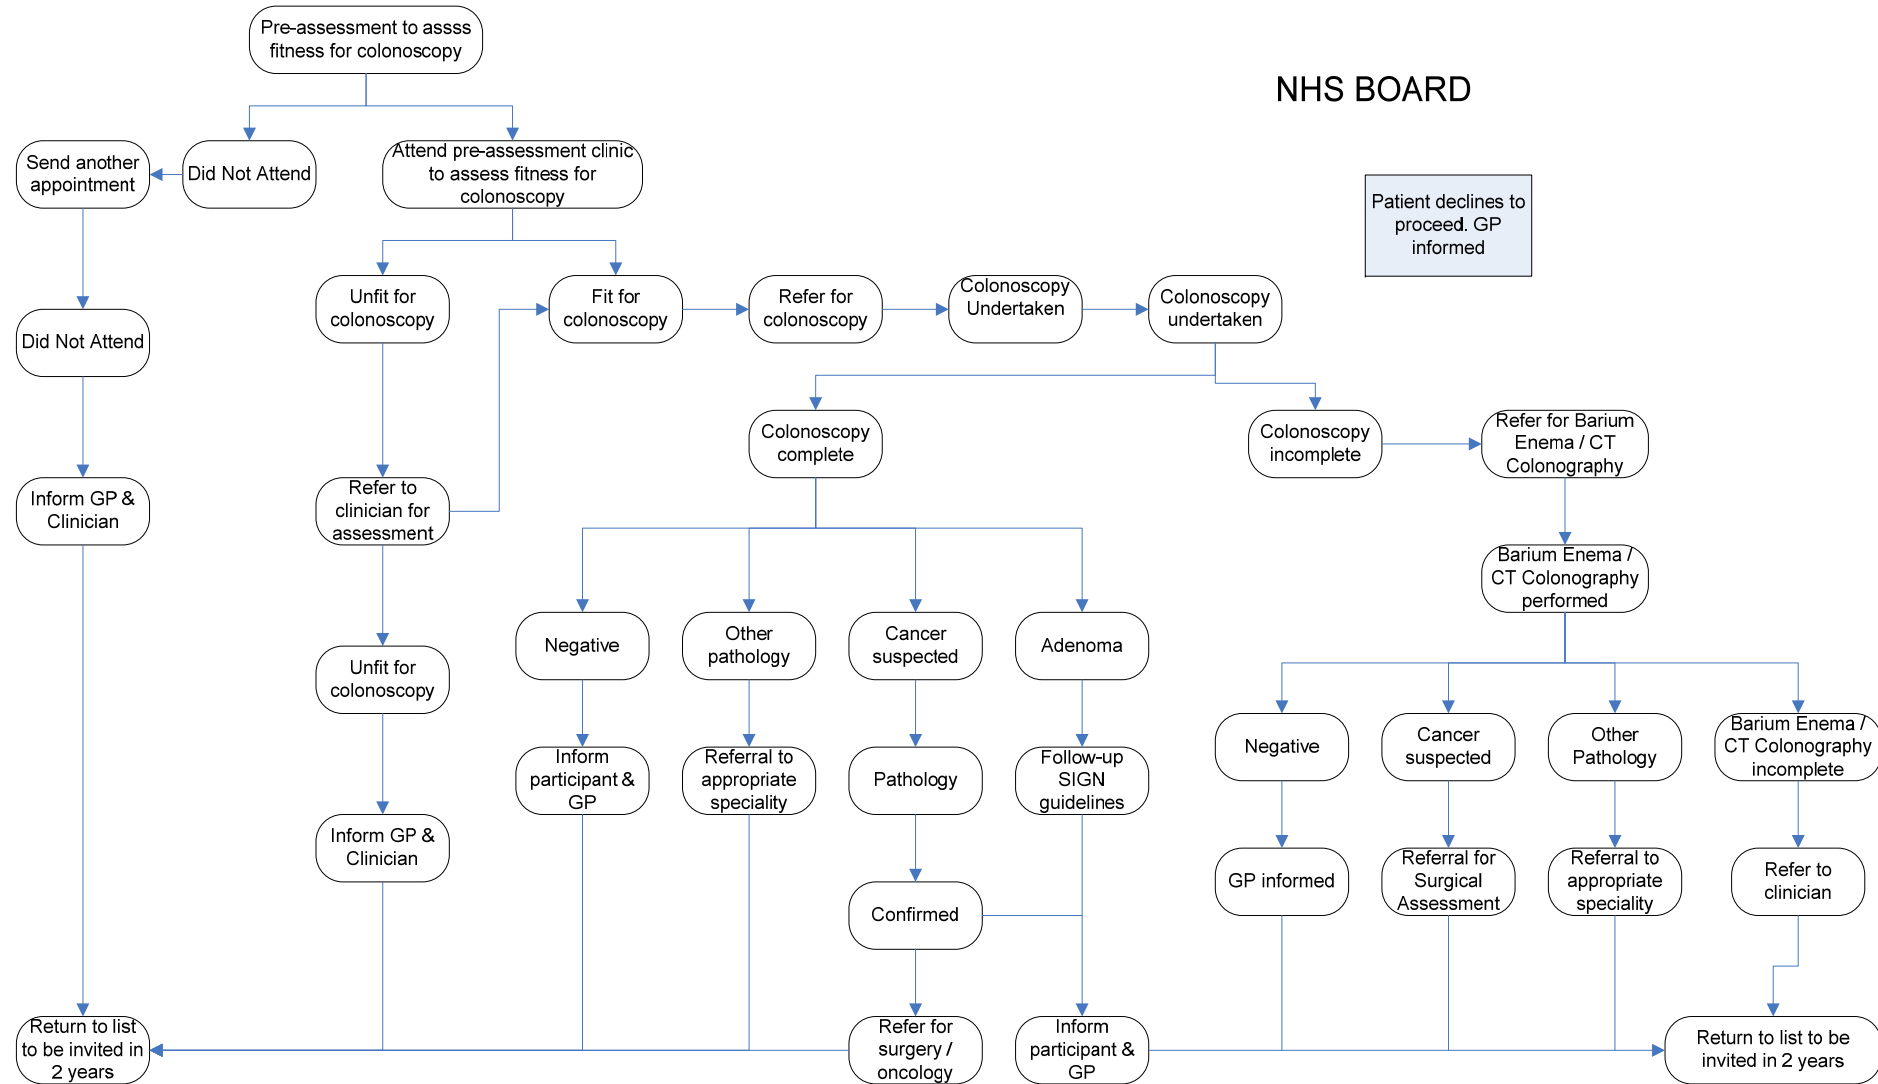 Pre-assessment to assss
fitness for colonoscopy
NHS BOARD
Send another
appointment
Did Not Attend
Attend pre-assessment clinic
to assess fitness for
colonoscopy
Patient declines to
proceed. GP
informed
Unfit for
colonoscopy
Fit for
colonoscopy
Refer for
colonoscopy
Colonoscopy
Undertaken
Colonoscopy
undertaken
Did Not Attend
Colonoscopy
complete
Colonoscopy
incomplete
Refer for Barium
Enema / CT
Colonography
Inform GP &
Clinician
Refer to
clinician for
assessment
Barium Enema /
CT Colonography
performed
Unfit for
colonoscopy
Negative
Other
pathology
Cancer
suspected
Adenoma
Negative
Cancer
suspected
Other
Pathology
Barium Enema /
CT Colonography
incomplete
Inform
participant &
GP
Referral to
appropriate
speciality
Pathology
Follow-up
SIGN
guidelines
Inform GP &
Clinician
GP informed
Referral for
Surgical
Assessment
Referral to
appropriate
speciality
Refer to
clinician
Confirmed
Return to list
to be invited in
2 years
Refer for
surgery /
oncology
Inform
participant &
GP
Return to list to be
invited in 2 years